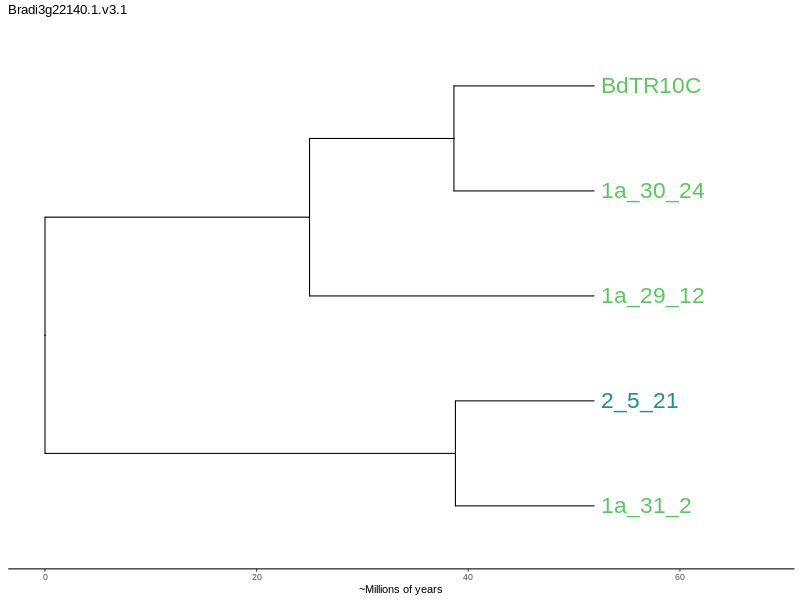 Bradi3g22140.1.v3.1
BdTR10C
1a_30_24
1a_29_12
2_5_21
1a_31_2
0 20 40 60
~Millions of years